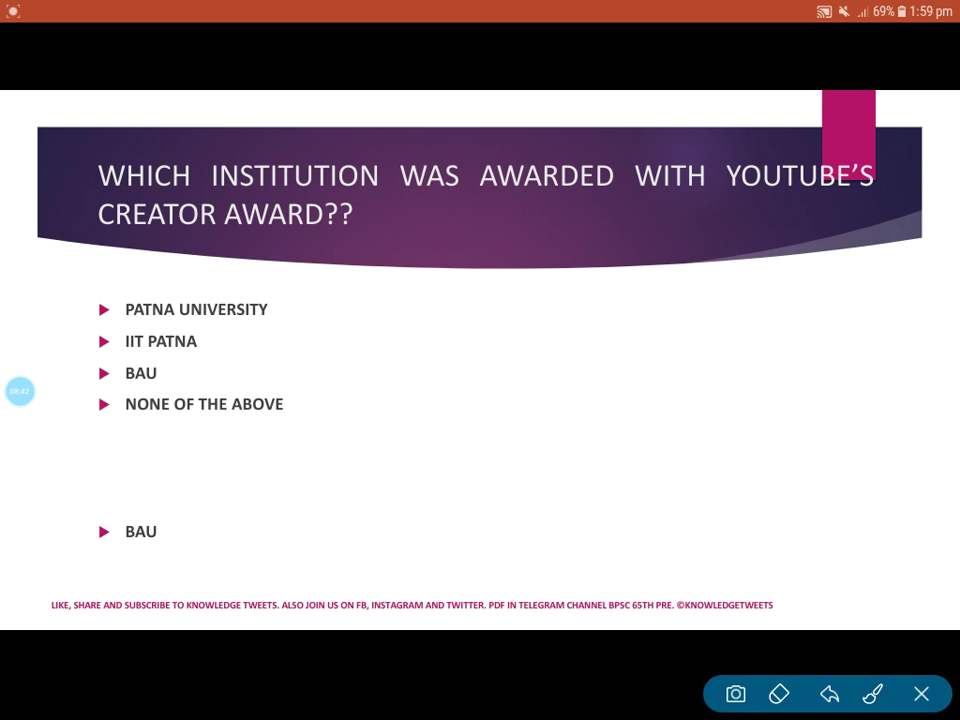 69% 1:59 pm
WHICH INSTITUTION WAS AWARDED WITH YOUTUBE'S
CREATOR AWARD??
PATNA UNIVERSITY
IIT PATNA
BAU
NONE OF THE ABOVE
08:42
BAU
LIKE, SHARE AND SUBSCRIBE TO KNOWLEDGE TWEETS. ALSO JOIN US ON FB, INSTAGRAM AND TWITTER. PDF IN TELEGRAM CHANNEL BPSC 65TH PRE. ©KNOWLEDGETWEETS